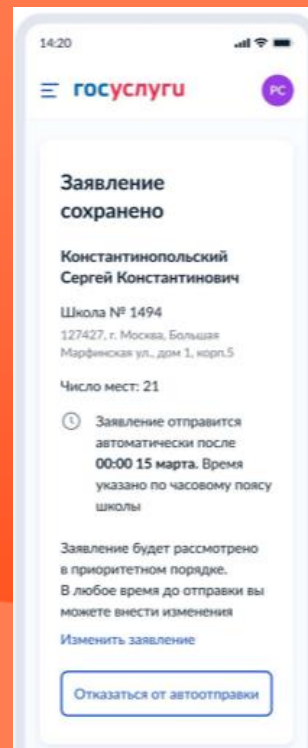 14:20
госуслуги
РС
Заявление
сохранено
Константинопольский
Сергей Константинович
Школа № 1494
127427, г. Москва, Большая
Марфинская ул., дом 1, корп.5
Число мест: 21
Заявление отправится
автоматически после
00:00 15 марта. Время
указано по часовому поясу
школы
Заявление будет рассмотрено
в приоритетном порядке.
В любое время до отправки вы
можете внести изменения
Изменить заявление
Отказаться от автоотправки